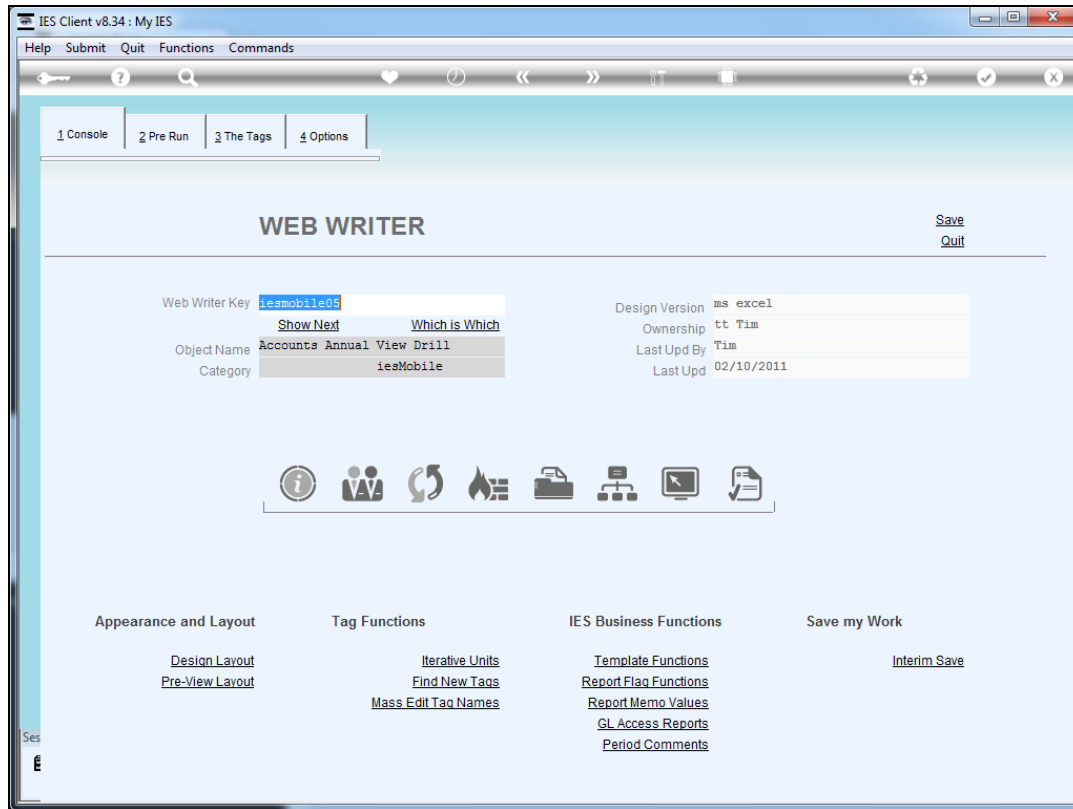 IES Client v8.34 : My IES
Help Submit Quit Functions Commands
1 Console 2 Pre Run 3 The Tags 4 Options
WEB WRITER
Save
Quit
Web Writer Key iesmobile05
Show Next Which is Which
Object Name Accounts Annual View Drill
Category iesMobile
Design Version ms excel
Ownership tt Tim
Last Upd By Tim
Last Upd 02/10/2011
Appearance and Layout
Design Layout
Pre-View Layout
Tag Functions
Iterative Units
Find New Tags
Mass Edit Tag Names
IES Business Functions
Template Functions
Report Flag Functions
Report Memo Values
GL Access Reports
Period Comments
Save my Work
Interim Save
Ses